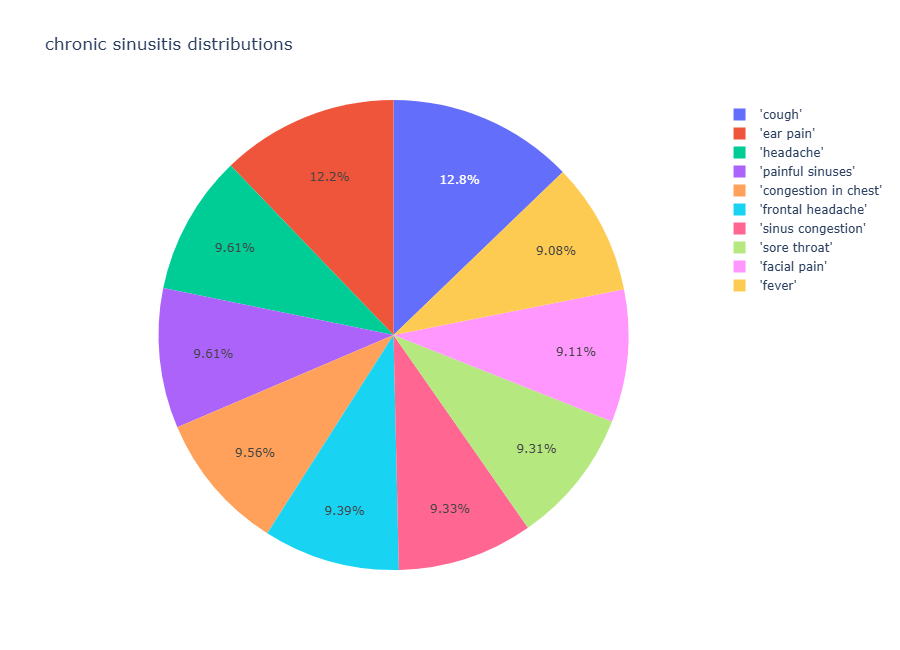 chronic sinusitis distributions
12.8%
12.2%
9.61%
9.61%
9.56%
9.39%
9.33%
9.31%
9.11%
9.08%
'cough'
'ear pain'
'headache'
'painful sinuses'
'congestion in chest'
'frontal headache'
'sinus congestion'
'sore throat'
'facial pain'
'fever'